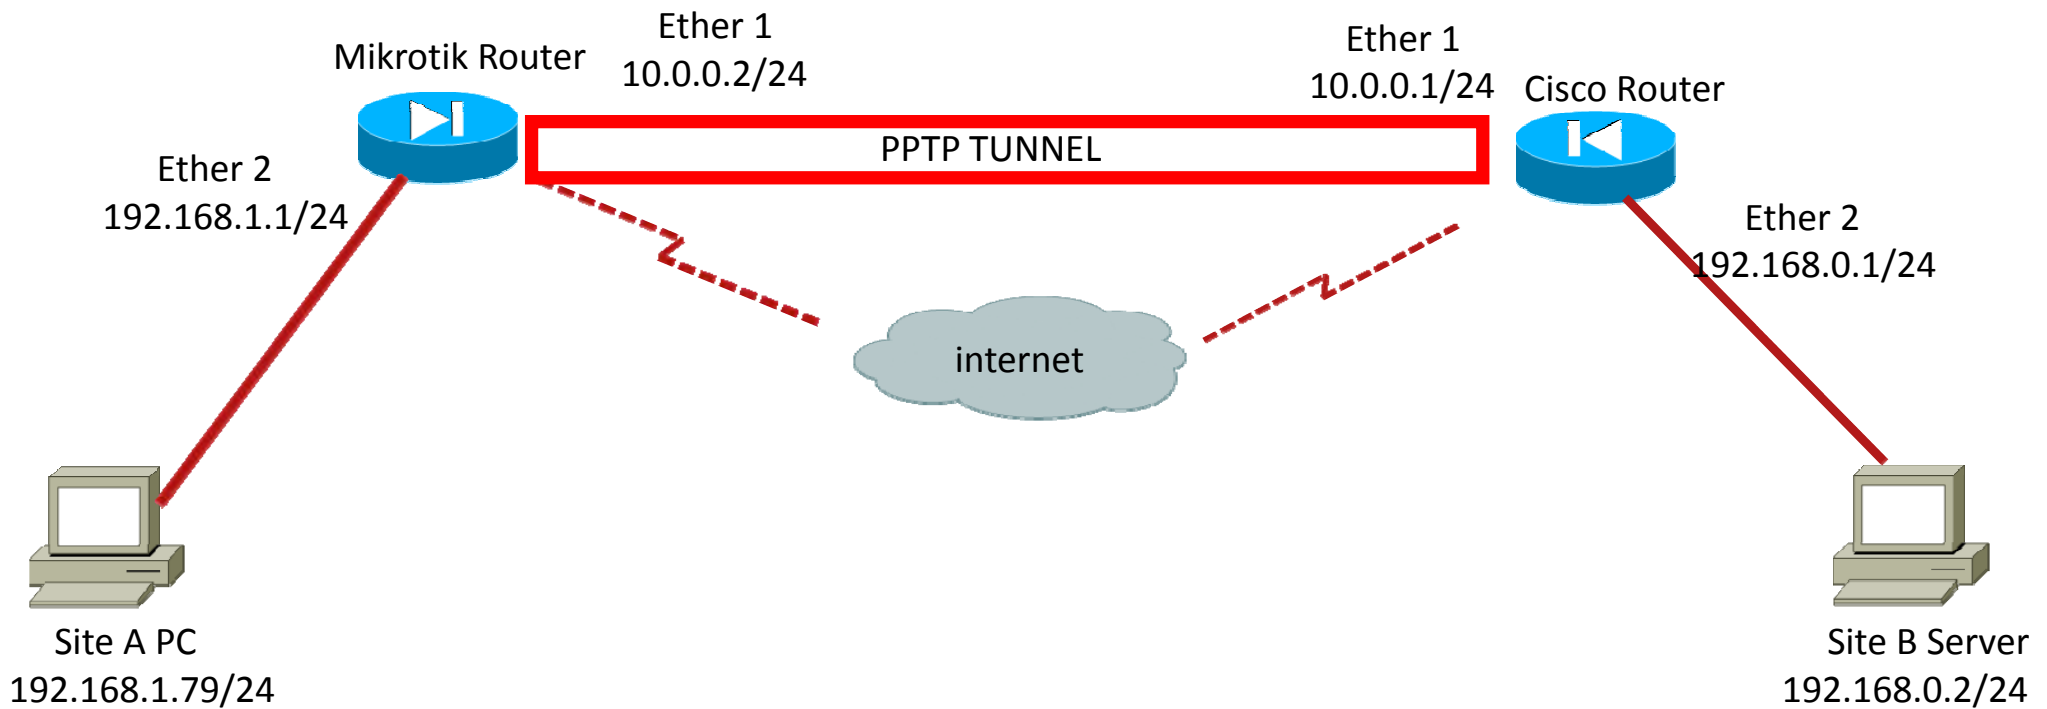 Mikrotik Router
Ether 1
10.0.0.2/24
Ether 1
10.0.0.1/24
Cisco Router
PPTP TUNNEL
Ether 2
192.168.1.1/24
Ether 2
192.168.0.1/24
internet
Site A PC
192.168.1.79/24
Site B Server
192.168.0.2/24